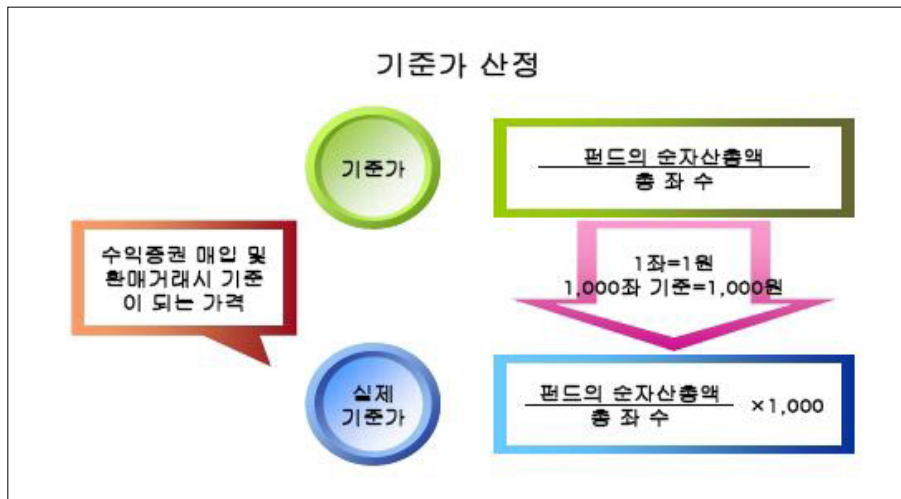 기준가 산정
기준가
펀드의 순자산총액
총 좌 수
수익증권 매입 및
환매거래시 기준
이 되는 가격
1좌=1원
1,000좌 기준=1,000원
실제
기준가
펀드의 순자산총액
총 좌 수
×1,000